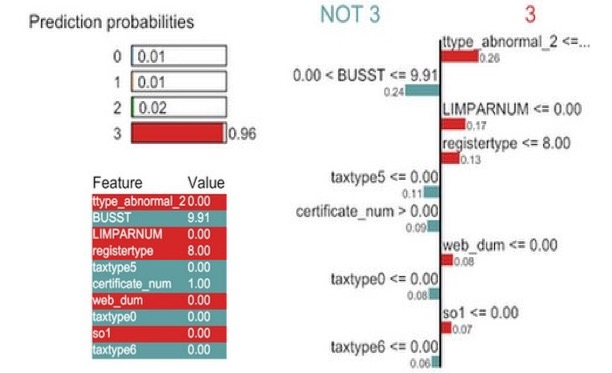 Prediction probabilities
0 0.01
1 0.01
2 0.02
3 0.96
Feature Value
ttype_abnormal_2 0.00
BUSST 9.91
LIMPARNUM 0.00
registertype 8.00
taxtype5 0.00
certificate_num 1.00
web_dum 0.00
taxtype0 0.00
so1 0.00
taxtype6 0.00
NOT 3 3
ttype_abnormal_2 <=...
0.26
0.00 < BUSST <= 9.91
0.24
LIMPARNUM <= 0.00
0.17
registertype <= 8.00
0.13
taxtype5 <= 0.00
0.11
certificate_num > 0.00
0.09
web_dum <= 0.00
0.08
taxtype0 <= 0.00
0.08
so1 <= 0.00
0.07
taxtype6 <= 0.00
0.06